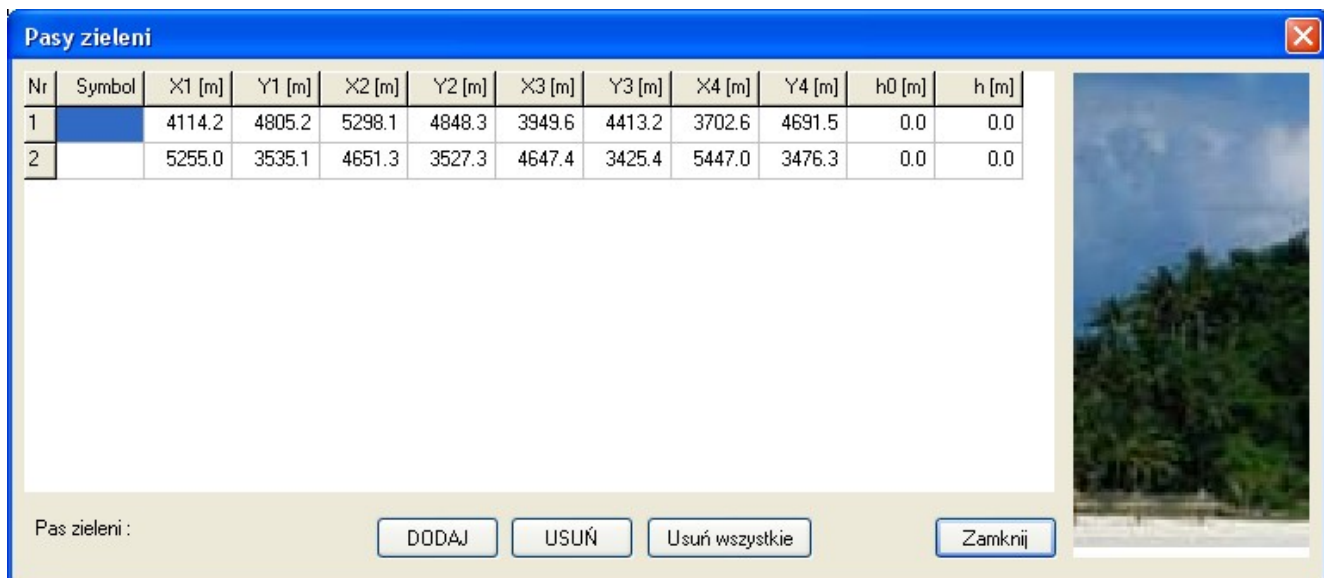 Pasy zieleni
Nr Symbol X1 [m] Y1 [m] X2 [m] Y2 [m] X3 [m] Y3 [m] X4 [m] Y4 [m] h0 [m] h [m]
1 4114.2 4805.2 5298.1 4848.3 3949.6 4413.2 3702.6 4691.5 0.0 0.0
2 5255.0 3535.1 4651.3 3527.3 4647.4 3425.4 5447.0 3476.3 0.0 0.0
Pas zieleni : DODAJ USUŃ Usuń wszystkie Zamknij